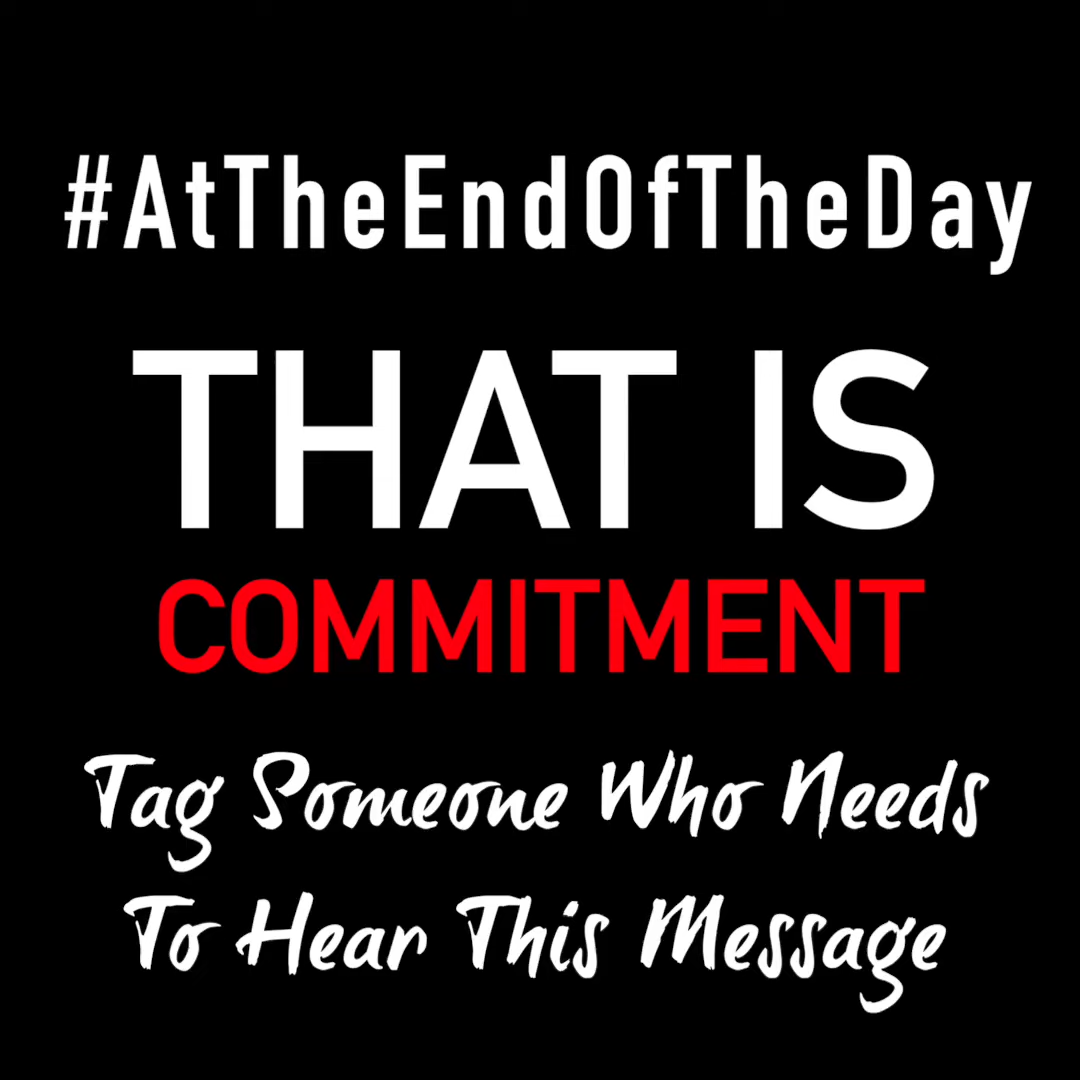 #AtTheEndOfTheDay
THAT IS
COMMITMENT
Tag Someone Who Needs
To Hear This Message